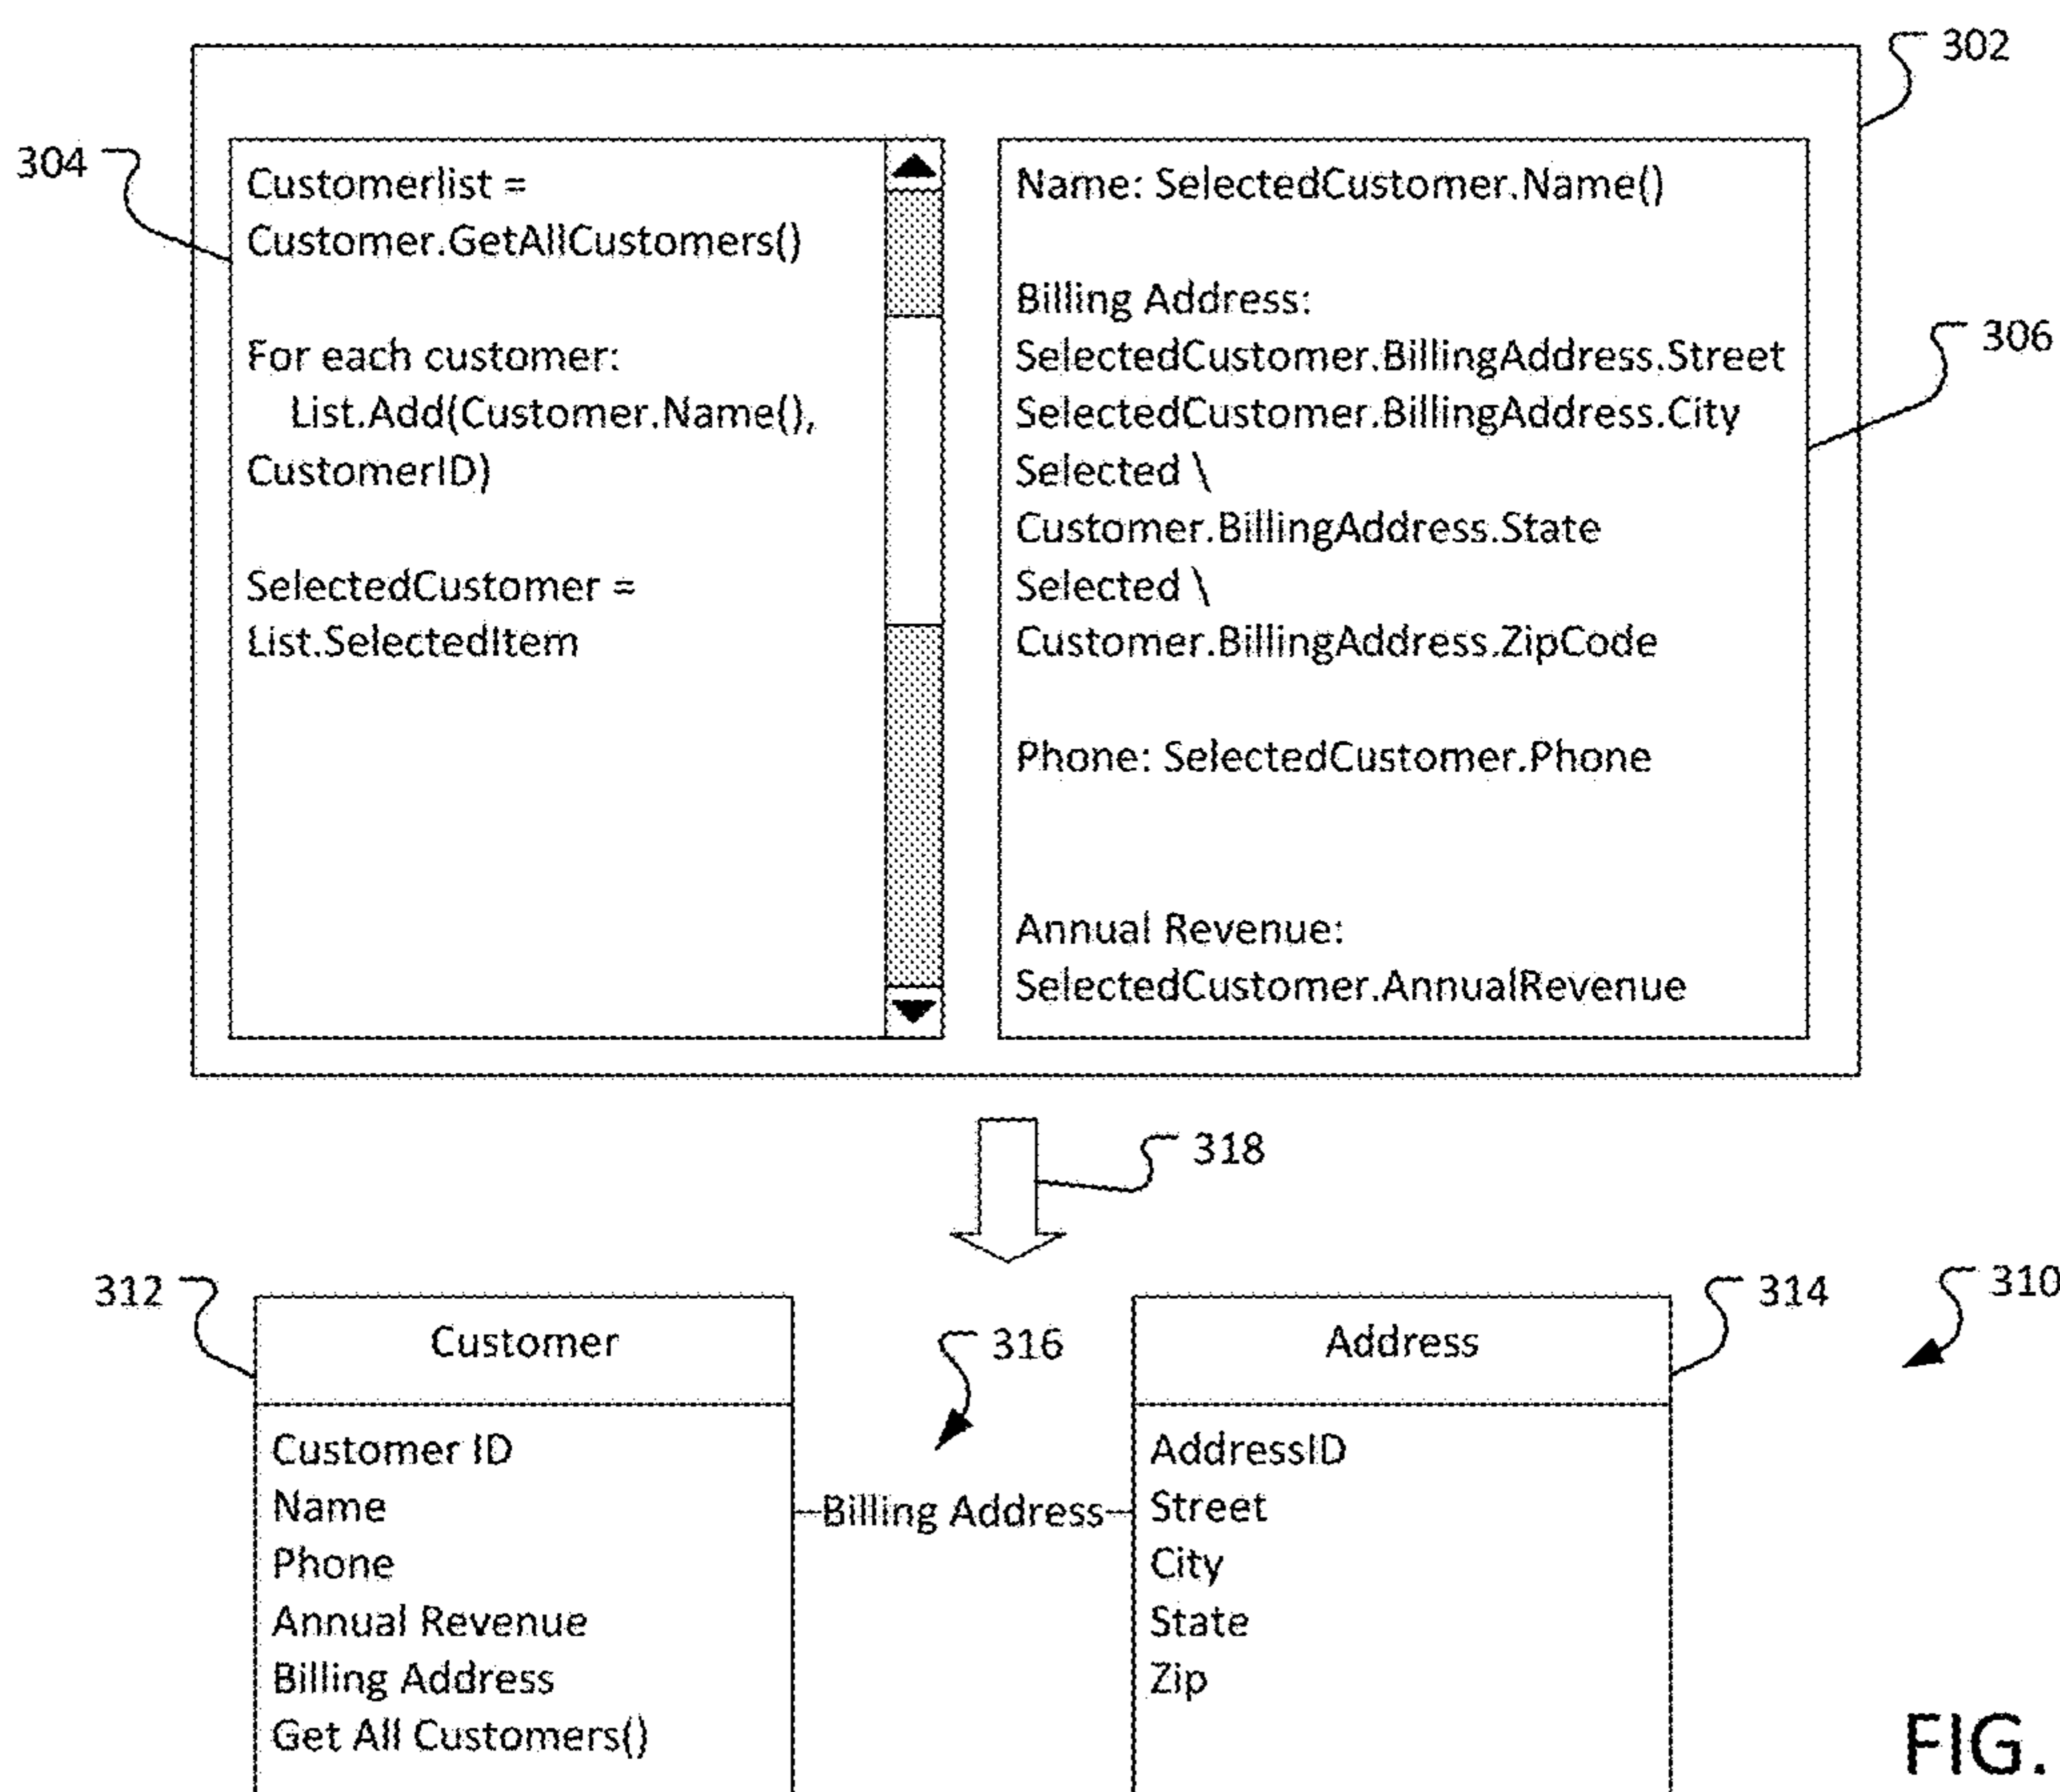 302
304
Customerlist =
Customer.GetAllCustomers()
For each customer:
List.Add(Customer.Name(),
CustomerID)
SelectedCustomer =
List.SelectedItem
Name: SelectedCustomer.Name()
Billing Address:
SelectedCustomer.BillingAddress.Street
SelectedCustomer.BillingAddress.City
Selected \
Customer.BillingAddress.State
Selected \
Customer.BillingAddress.ZipCode
Phone: SelectedCustomer.Phone
Annual Revenue:
SelectedCustomer.AnnualRevenue
306
318
312
Customer
Customer ID
Name
Phone
Annual Revenue
Billing Address
Get All Customers()
316
Billing Address
314
Address
AddressID
Street
City
State
Zip
310
FIG.